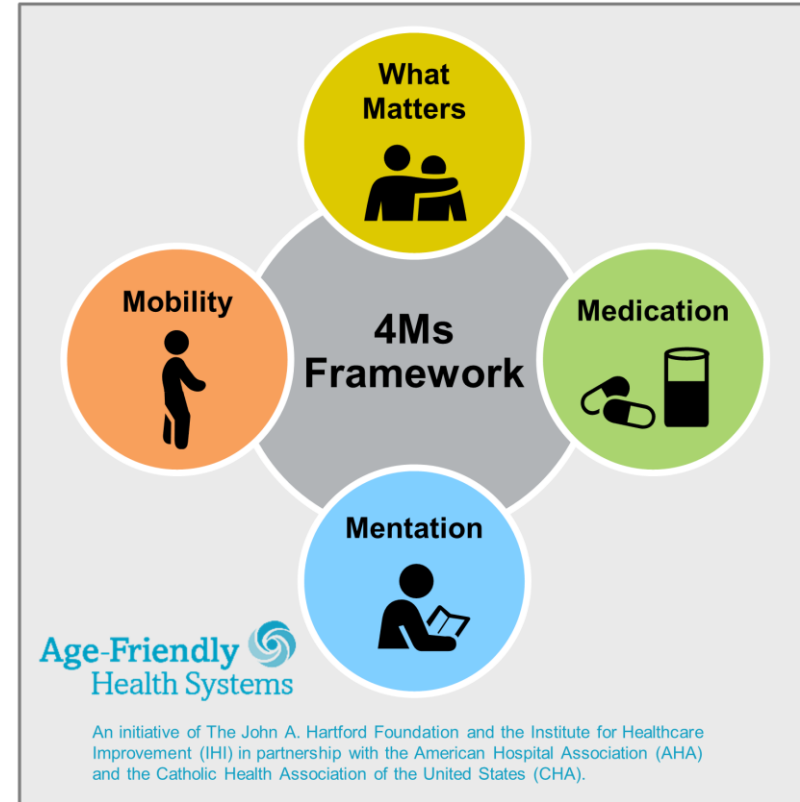 What
Matters
Mobility
4Ms
Framework
Medication
Mentation
Age-Friendly
Health Systems
An initiative of The John A. Hartford Foundation and the Institute for Healthcare
Improvement (IHI) in partnership with the American Hospital Association (AHA)
and the Catholic Health Association of the United States (CHA).